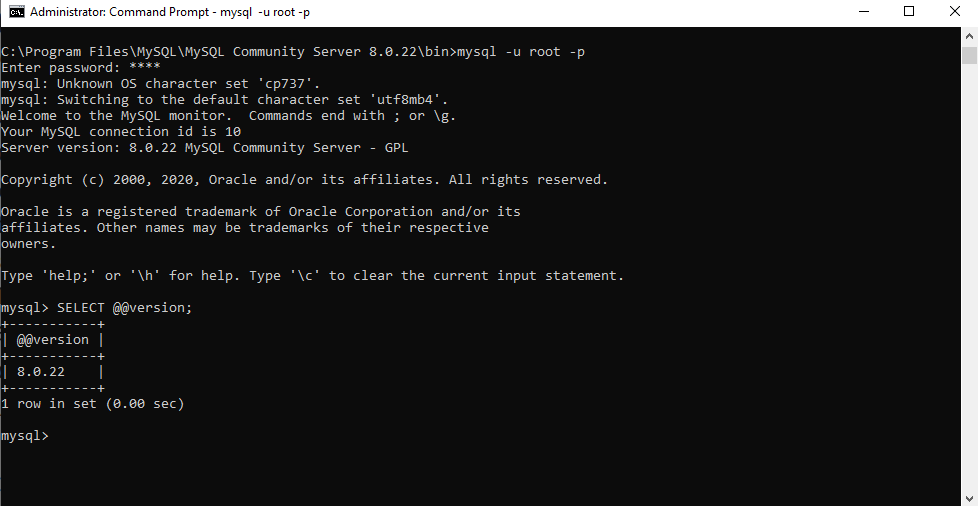 Administrator: Command Prompt - mysql  -u root -p
C:\Program Files\MySQL\MySQL Community Server 8.0.22\bin>mysql -u root -p
Enter password: ****
mysql: Unknown OS character set 'cp737'.
mysql: Switching to the default character set 'utf8mb4'.
Welcome to the MySQL monitor.  Commands end with ; or \g.
Your MySQL connection id is 10
Server version: 8.0.22 MySQL Community Server - GPL
Copyright (c) 2000, 2020, Oracle and/or its affiliates. All rights reserved.
Oracle is a registered trademark of Oracle Corporation and/or its
affiliates. Other names may be trademarks of their respective
owners.
Type 'help;' or '\h' for help. Type '\c' to clear the current input statement.
mysql> SELECT @@version;
+-----------+
| @@version |
+-----------+
| 8.0.22    |
+-----------+
1 row in set (0.00 sec)
mysql>